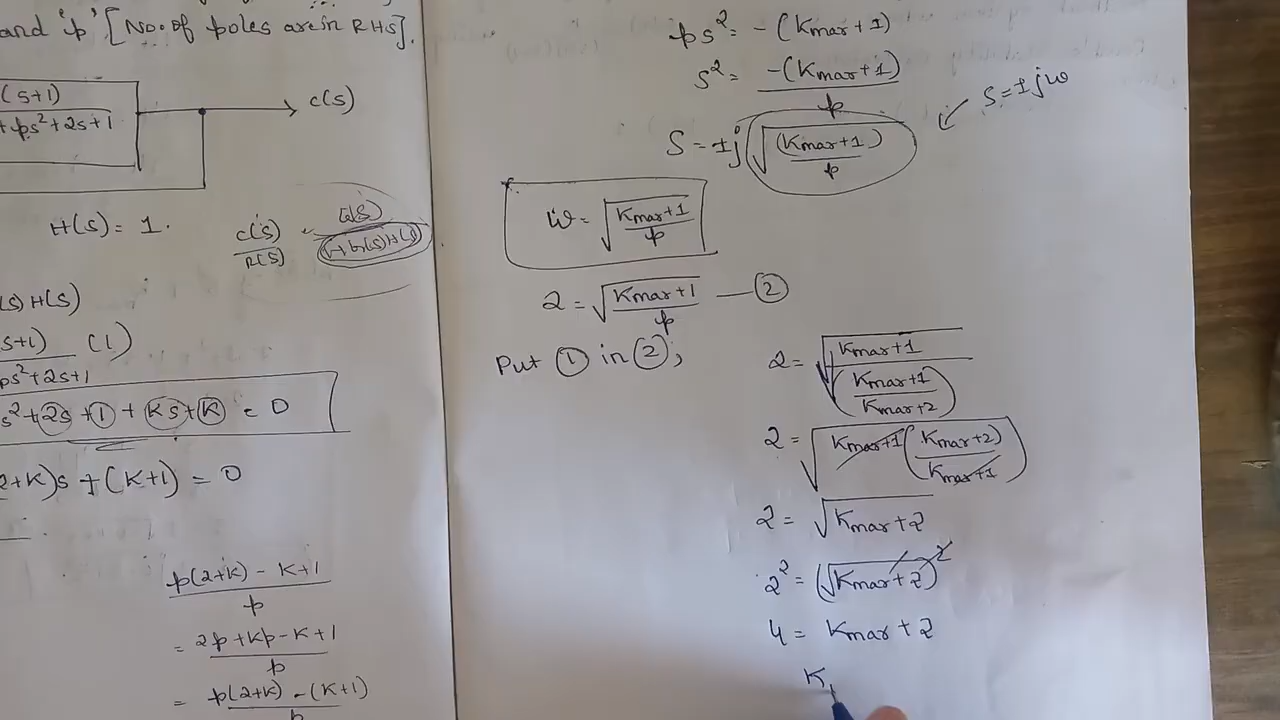 and 'p' [No. of poles are in RHS].
(s+1)
+ps²+2s+1
C(s)
H(s) = 1.
C(s)
R(s)
G(s)
1+G(s)H(s)
(s) H(s)
s+1) (1)
ps²+2s+1
s²+2s+1+ks+k = 0
2+k)s+(k+1) = 0
p(2+k) - k+1
p
= 2p+kp-k+1
p
= p(2+k) - (k+1)
ps² = -(kmar+1)
s² = -(kmar+1)
p
s = ±jω
S = ±j √(kmar+1)
p
ω = √kmar+1
p
2 = √kmar+1 — ②
p
Put ① in ②,
2 = √kmar+1
(kmar+1
kmar+2)
2 = √kmar+1 (kmar+2)
kmar+1
2 = √kmar+2
2² = (√kmar+2)²
4 = kmar+2
K